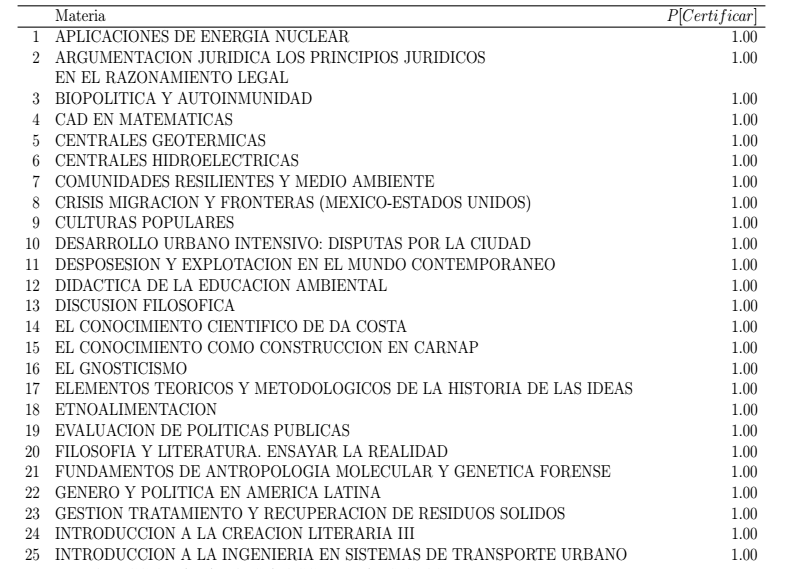 Materia P[Certificar]
1 APLICACIONES DE ENERGIA NUCLEAR 1.00
2 ARGUMENTACION JURIDICA LOS PRINCIPIOS JURIDICOS 1.00
EN EL RAZONAMIENTO LEGAL
3 BIOPOLITICA Y AUTOINMUNIDAD 1.00
4 CAD EN MATEMATICAS 1.00
5 CENTRALES GEOTERMICAS 1.00
6 CENTRALES HIDROELECTRICAS 1.00
7 COMUNIDADES RESILIENTES Y MEDIO AMBIENTE 1.00
8 CRISIS MIGRACION Y FRONTERAS (MEXICO-ESTADOS UNIDOS) 1.00
9 CULTURAS POPULARES 1.00
10 DESARROLLO URBANO INTENSIVO: DISPUTAS POR LA CIUDAD 1.00
11 DESPOSESION Y EXPLOTACION EN EL MUNDO CONTEMPORANEO 1.00
12 DIDACTICA DE LA EDUCACION AMBIENTAL 1.00
13 DISCUSION FILOSOFICA 1.00
14 EL CONOCIMIENTO CIENTIFICO DE DA COSTA 1.00
15 EL CONOCIMIENTO COMO CONSTRUCCION EN CARNAP 1.00
16 EL GNOSTICISMO 1.00
17 ELEMENTOS TEORICOS Y METODOLOGICOS DE LA HISTORIA DE LAS IDEAS 1.00
18 ETNOALIMENTACION 1.00
19 EVALUACION DE POLITICAS PUBLICAS 1.00
20 FILOSOFIA Y LITERATURA. ENSAYAR LA REALIDAD 1.00
21 FUNDAMENTOS DE ANTROPOLOGIA MOLECULAR Y GENETICA FORENSE 1.00
22 GENERO Y POLITICA EN AMERICA LATINA 1.00
23 GESTION TRATAMIENTO Y RECUPERACION DE RESIDUOS SOLIDOS 1.00
24 INTRODUCCION A LA CREACION LITERARIA III 1.00
25 INTRODUCCION A LA INGENIERIA EN SISTEMAS DE TRANSPORTE URBANO 1.00